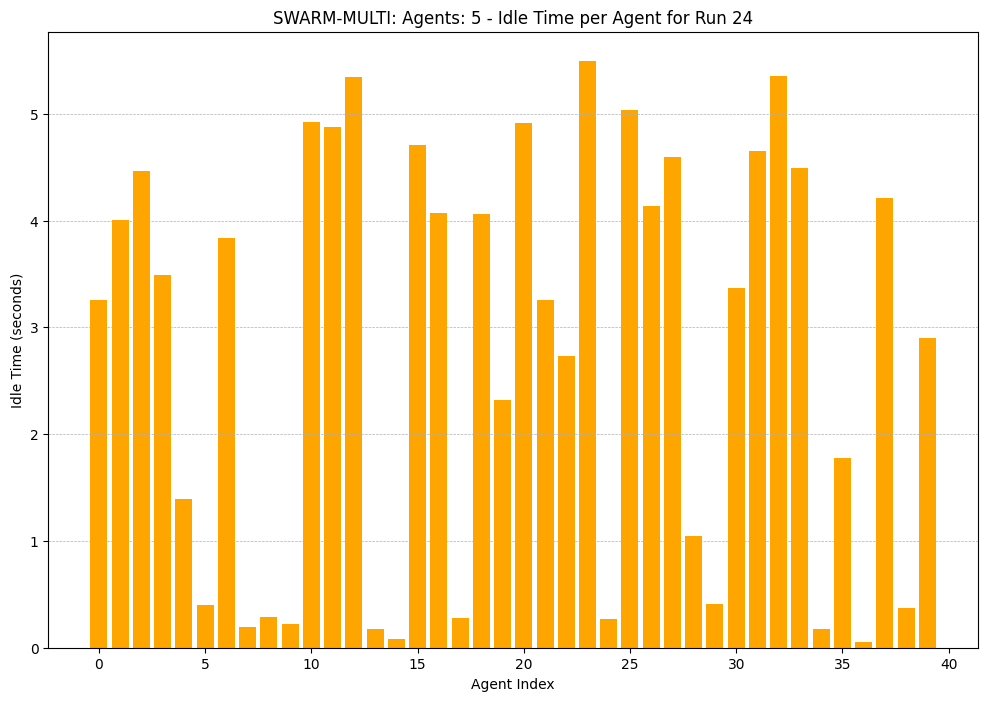 SWARM-MULTI: Agents: 5 - Idle Time per Agent for Run 24
Idle Time (seconds)
5
4
3
2
1
0
0 5 10 15 20 25 30 35 40
Agent Index